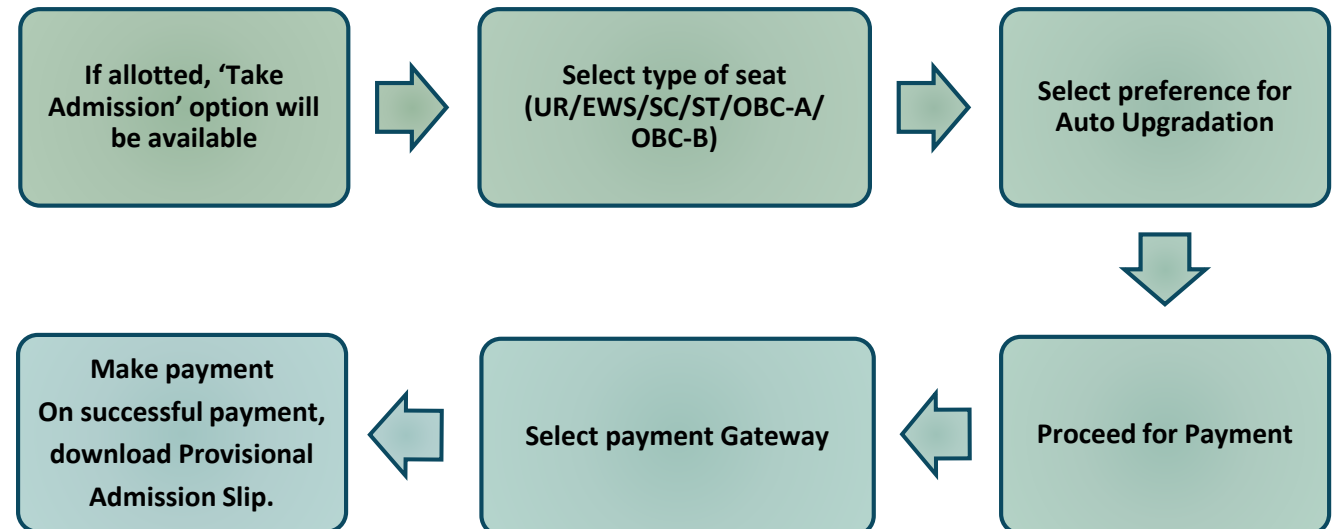 If allotted, ‘Take
Admission’ option will
be available
Select type of seat
(UR/EWS/SC/ST/OBC-A/
OBC-B)
Select preference for
Auto Upgradation
Proceed for Payment
Select payment Gateway
Make payment
On successful payment,
download Provisional
Admission Slip.